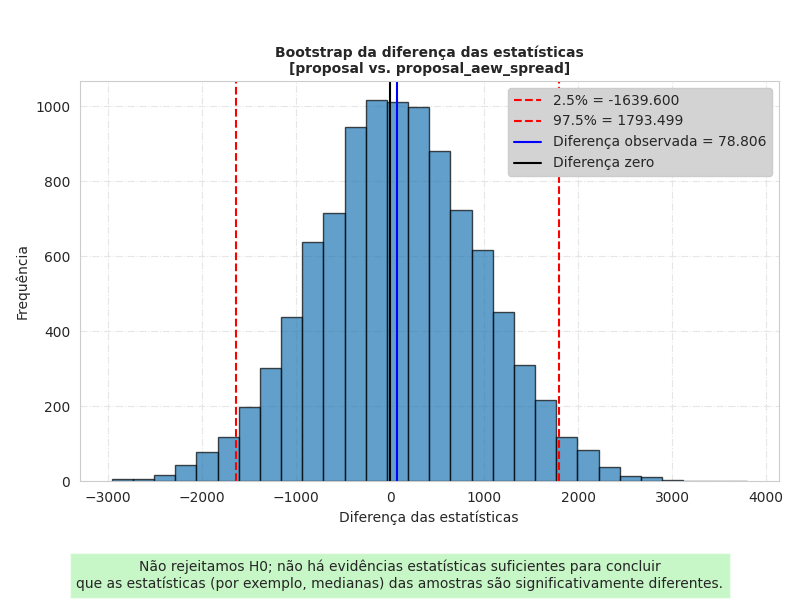 Bootstrap da diferença das estatísticas
[proposal vs. proposal_aew_spread]
2.5% = -1639.600
97.5% = 1793.499
Diferença observada = 78.806
Diferença zero
Frequência
1000
800
600
400
200
0
−3000 −2000 −1000 0 1000 2000 3000 4000
Diferença das estatísticas
Não rejeitamos H0; não há evidências estatísticas suficientes para concluir
que as estatísticas (por exemplo, medianas) das amostras são significativamente diferentes.